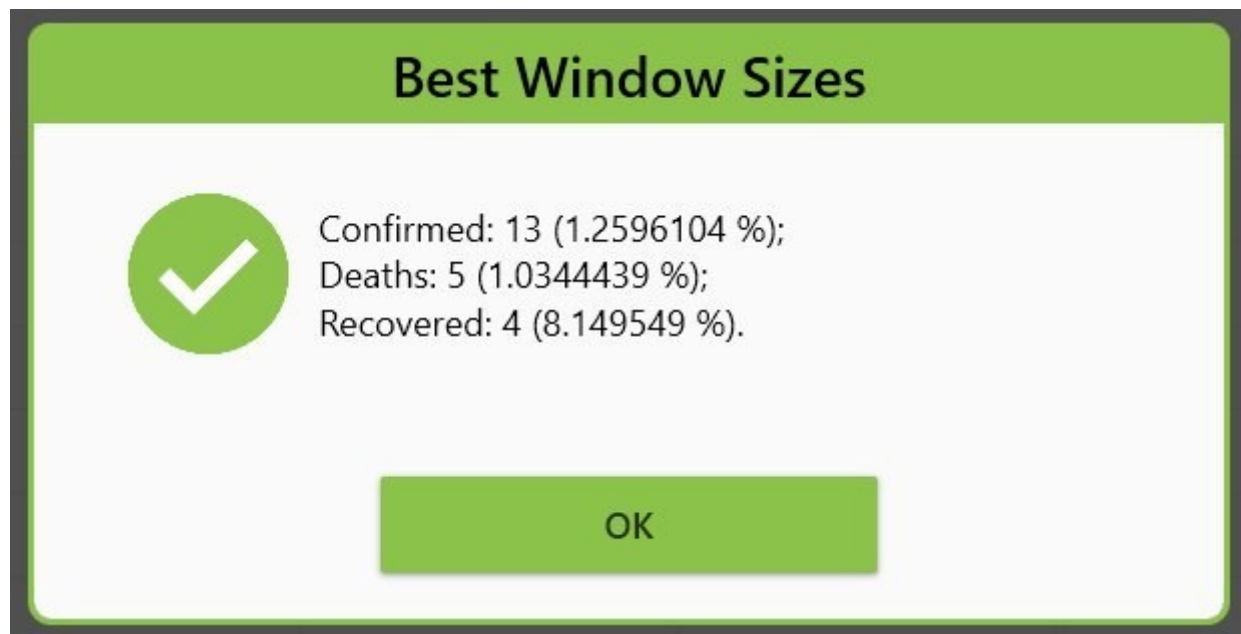 Best Window Sizes
Confirmed: 13 (1.2596104 %);
Deaths: 5 (1.0344439 %);
Recovered: 4 (8.149549 %).
OK